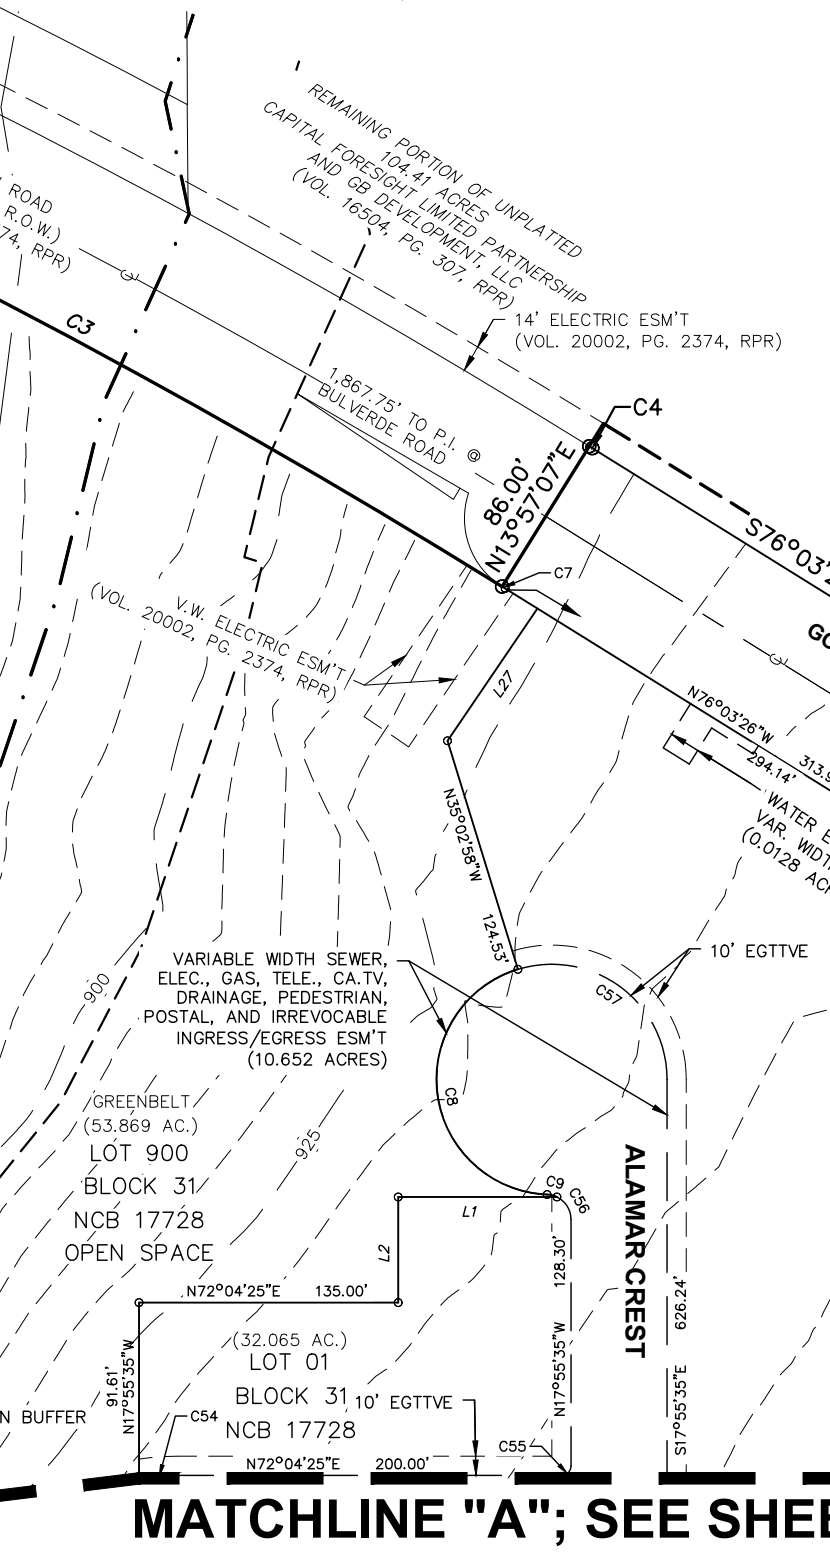 REMAINING PORTION OF UNPLATTED
104.41 ACRES
CAPITAL FORESIGHT LIMITED PARTNERSHIP
AND GB DEVELOPMENT, LLC
(VOL. 16504, PG. 307, RPR)
ROAD
R.O.W.)
74, RPR)
C3
14' ELECTRIC ESM'T
(VOL. 20002, PG. 2374, RPR)
1,867.75' TO P.I. @
BULVERDE ROAD
C4
86.00'
N13°57'07"E
S76°03'2
C7
GO
V.W. ELECTRIC ESM'T
(VOL. 20002, PG. 2374, RPR)
L27
N76°03'26"W
294.14'
313.9
WATER E
VAR. WIDTH
(0.0128 ACR
N35°02'58"W
124.53'
10' EGTTVE
C57
VARIABLE WIDTH SEWER,
ELEC., GAS, TELE., CA.TV,
DRAINAGE, PEDESTRIAN,
POSTAL, AND IRREVOCABLE
INGRESS/EGRESS ESM'T
(10.652 ACRES)
900
C8
GREENBELT
(53.869 AC.)
LOT 900
BLOCK 31
NCB 17728
OPEN SPACE
925
C9
C56
L1
L2
ALAMAR CREST
N72°04'25"E 135.00'
128.30'
N17°55'35"W
626.24'
S17°55'35"E
91.61'
N17°55'35"W
(32.065 AC.)
LOT 01
BLOCK 31
NCB 17728
10' EGTTVE
N BUFFER
C54
C55
N72°04'25"E 200.00'
MATCHLINE "A"; SEE SHEE